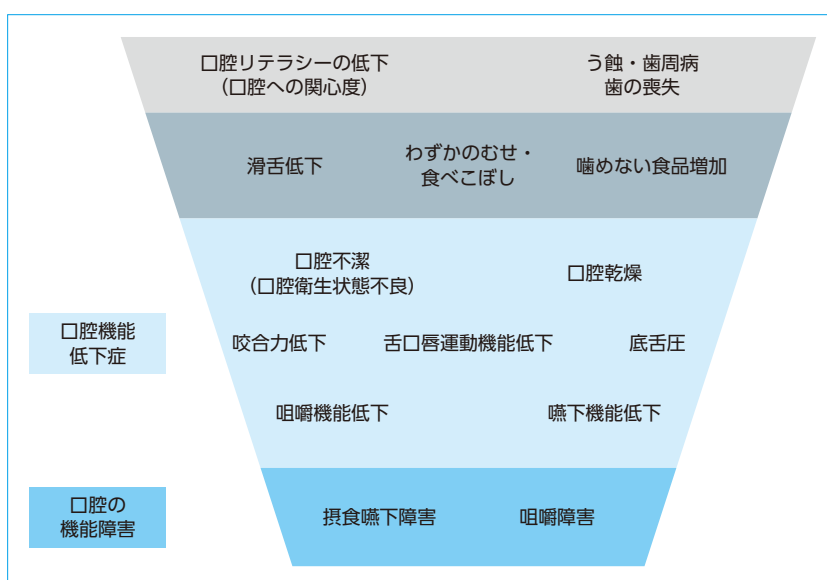 口腔リテラシーの低下
（口腔への関心度）
う蝕・歯周病
歯の喪失
滑舌低下
わずかのむせ・
食べこぼし
噛めない食品増加
口腔不潔
（口腔衛生状態不良）
口腔乾燥
口腔機能
低下症
咬合力低下
舌口唇運動機能低下
底舌圧
咀嚼機能低下
嚥下機能低下
口腔の
機能障害
摂食嚥下障害
咀嚼障害